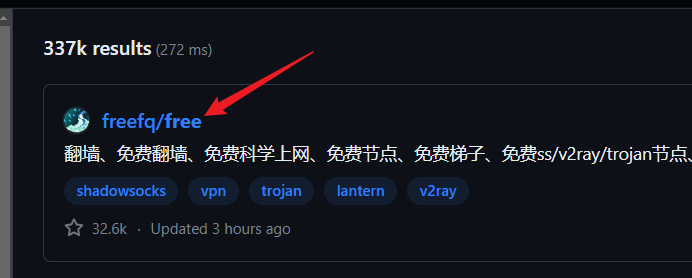 337k results (272 ms)
freefq/free
翻墙、免费翻墙、免费科学上网、免费节点、免费梯子、免费ss/v2ray/trojan节点、
shadowsocks vpn trojan lantern v2ray
32.6k · Updated 3 hours ago